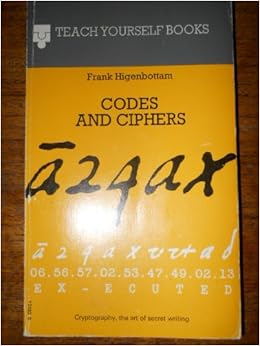 TEACH YOURSELF BOOKS
Frank Higenbottam
CODES
AND CIPHERS
06.56.57.02.53.47.49.02.13
EX-ECUTED
Cryptography, the art of secret writing